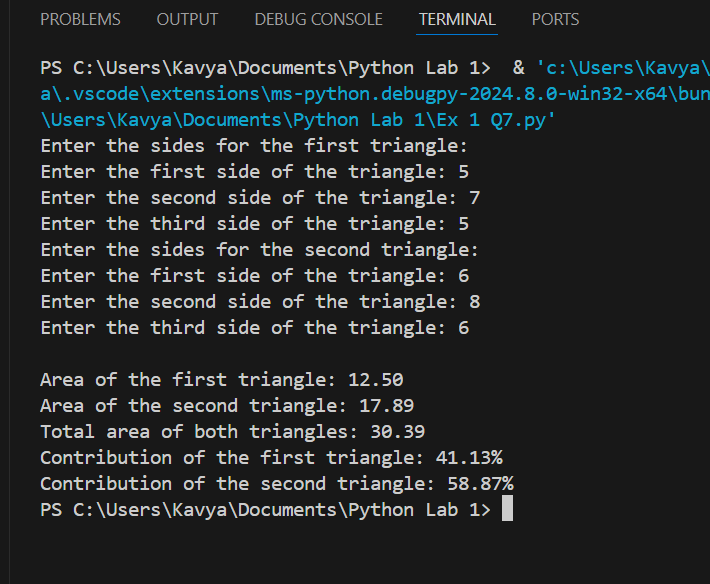 PROBLEMS OUTPUT DEBUG CONSOLE TERMINAL PORTS
PS C:\Users\Kavya\Documents\Python Lab 1>  & 'c:\Users\Kavya\
a\.vscode\extensions\ms-python.debugpy-2024.8.0-win32-x64\bun
\Users\Kavya\Documents\Python Lab 1\Ex 1 Q7.py'
Enter the sides for the first triangle:
Enter the first side of the triangle: 5
Enter the second side of the triangle: 7
Enter the third side of the triangle: 5
Enter the sides for the second triangle:
Enter the first side of the triangle: 6
Enter the second side of the triangle: 8
Enter the third side of the triangle: 6
Area of the first triangle: 12.50
Area of the second triangle: 17.89
Total area of both triangles: 30.39
Contribution of the first triangle: 41.13%
Contribution of the second triangle: 58.87%
PS C:\Users\Kavya\Documents\Python Lab 1>